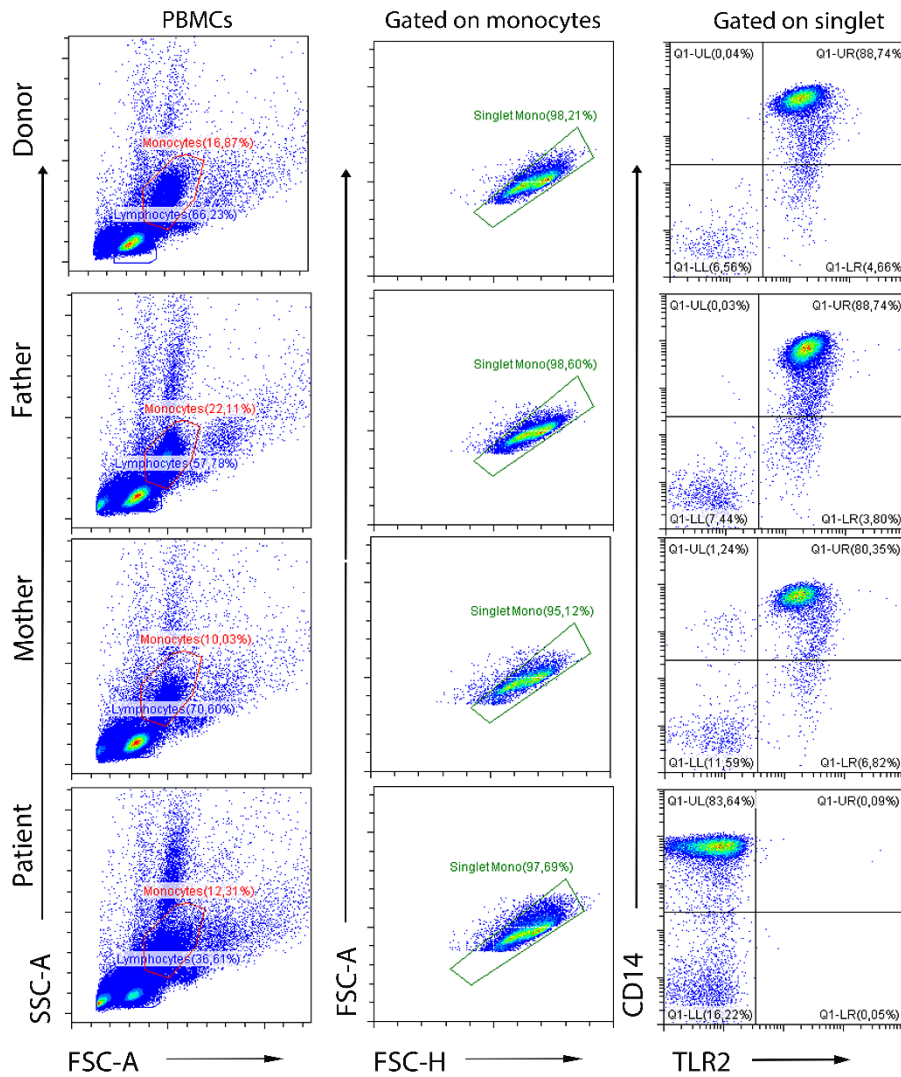 PBMCs
Gated on monocytes
Gated on singlet
Donor
Monocytes(16,87%)
Lymphocytes(66,23%)
Singlet Mono(98,21%)
Q1-UL(0,04%)
Q1-UR(88,74%)
Q1-LL(6,56%)
Q1-LR(4,66%)
Father
Monocytes(22,11%)
Lymphocytes(57,78%)
Singlet Mono(98,60%)
Q1-UL(0,03%)
Q1-UR(88,74%)
Q1-LL(7,44%)
Q1-LR(3,80%)
Mother
Monocytes(10,03%)
Lymphocytes(70,60%)
Singlet Mono(95,12%)
Q1-UL(1,24%)
Q1-UR(80,35%)
Q1-LL(11,59%)
Q1-LR(6,82%)
Patient
Monocytes(12,31%)
Lymphocytes(36,61%)
Singlet Mono(97,69%)
Q1-UL(83,64%)
Q1-UR(0,09%)
Q1-LL(16,22%)
Q1-LR(0,05%)
SSC-A
FSC-A
FSC-A
FSC-H
CD14
TLR2